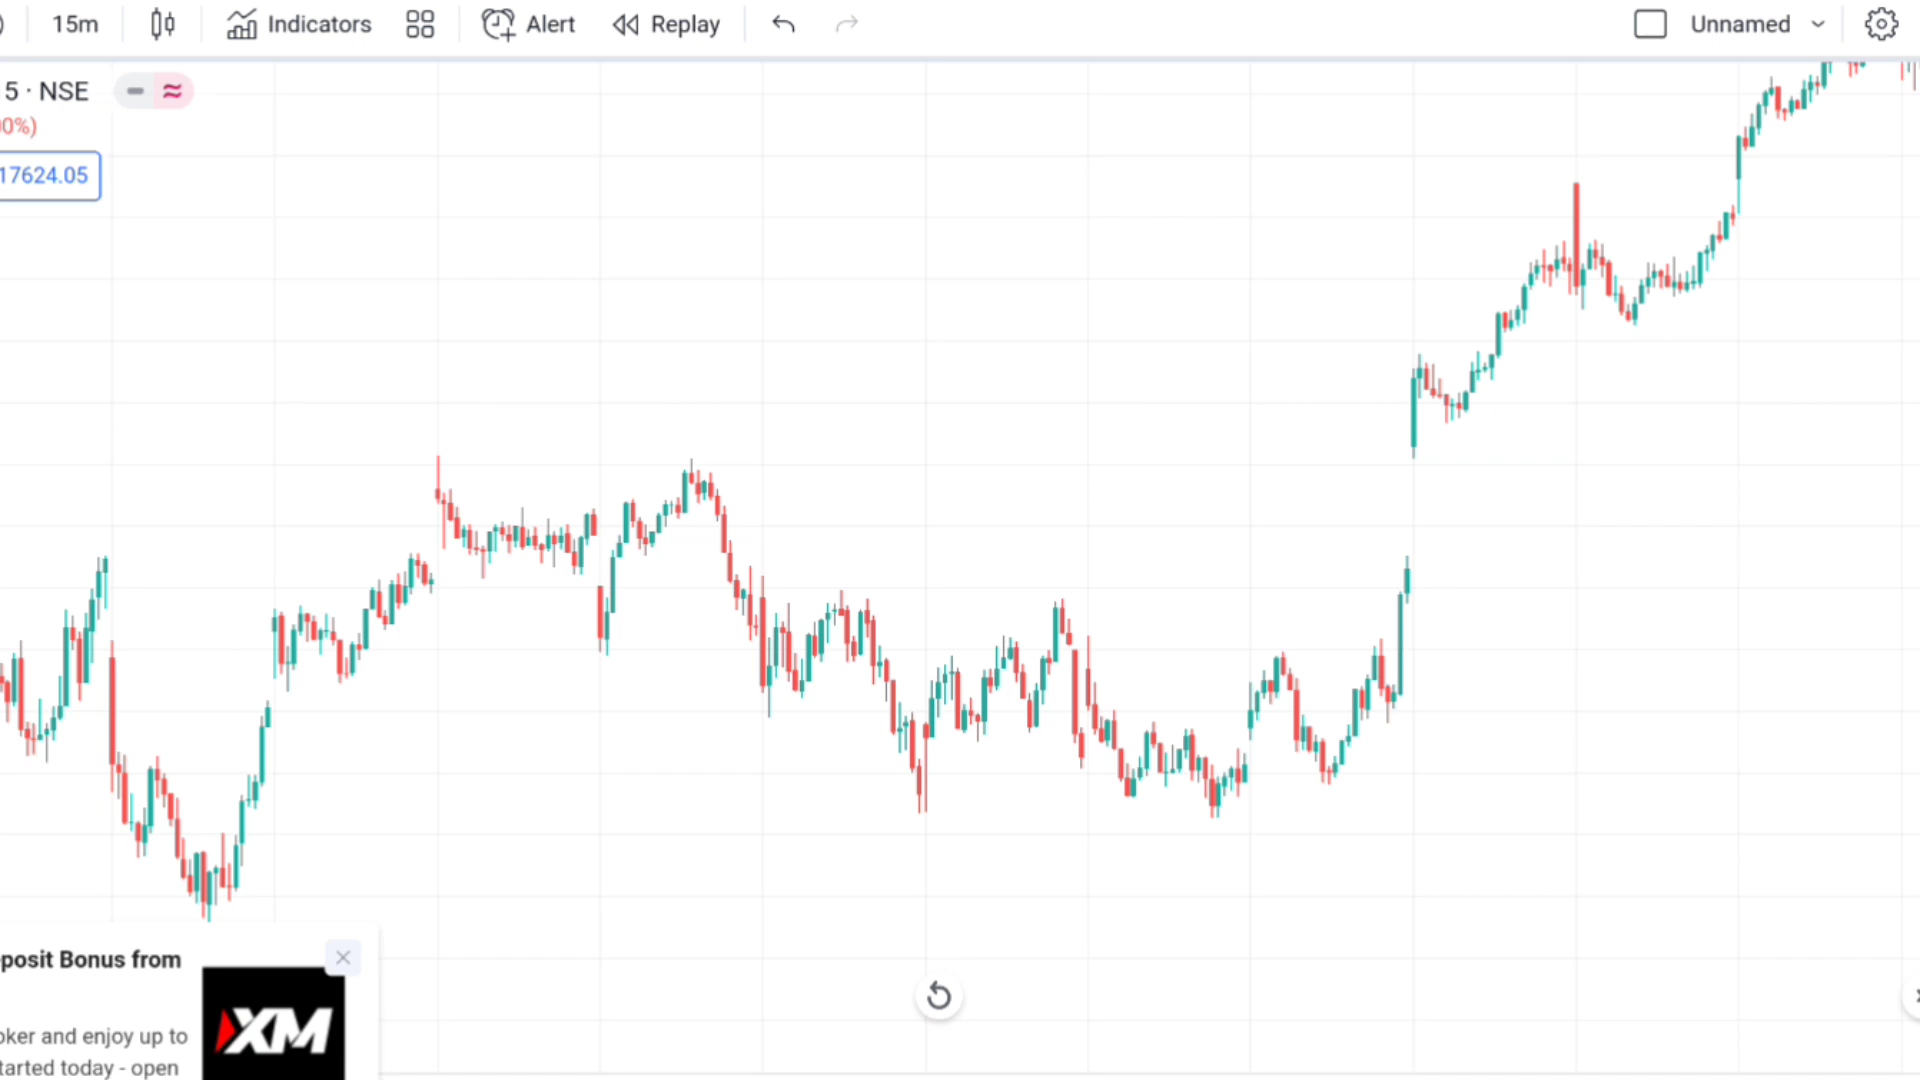 15m Indicators Alert Replay Unnamed
5 · NSE
0%)
17624.05
posit Bonus from
XM
oker and enjoy up to
tarted today - open